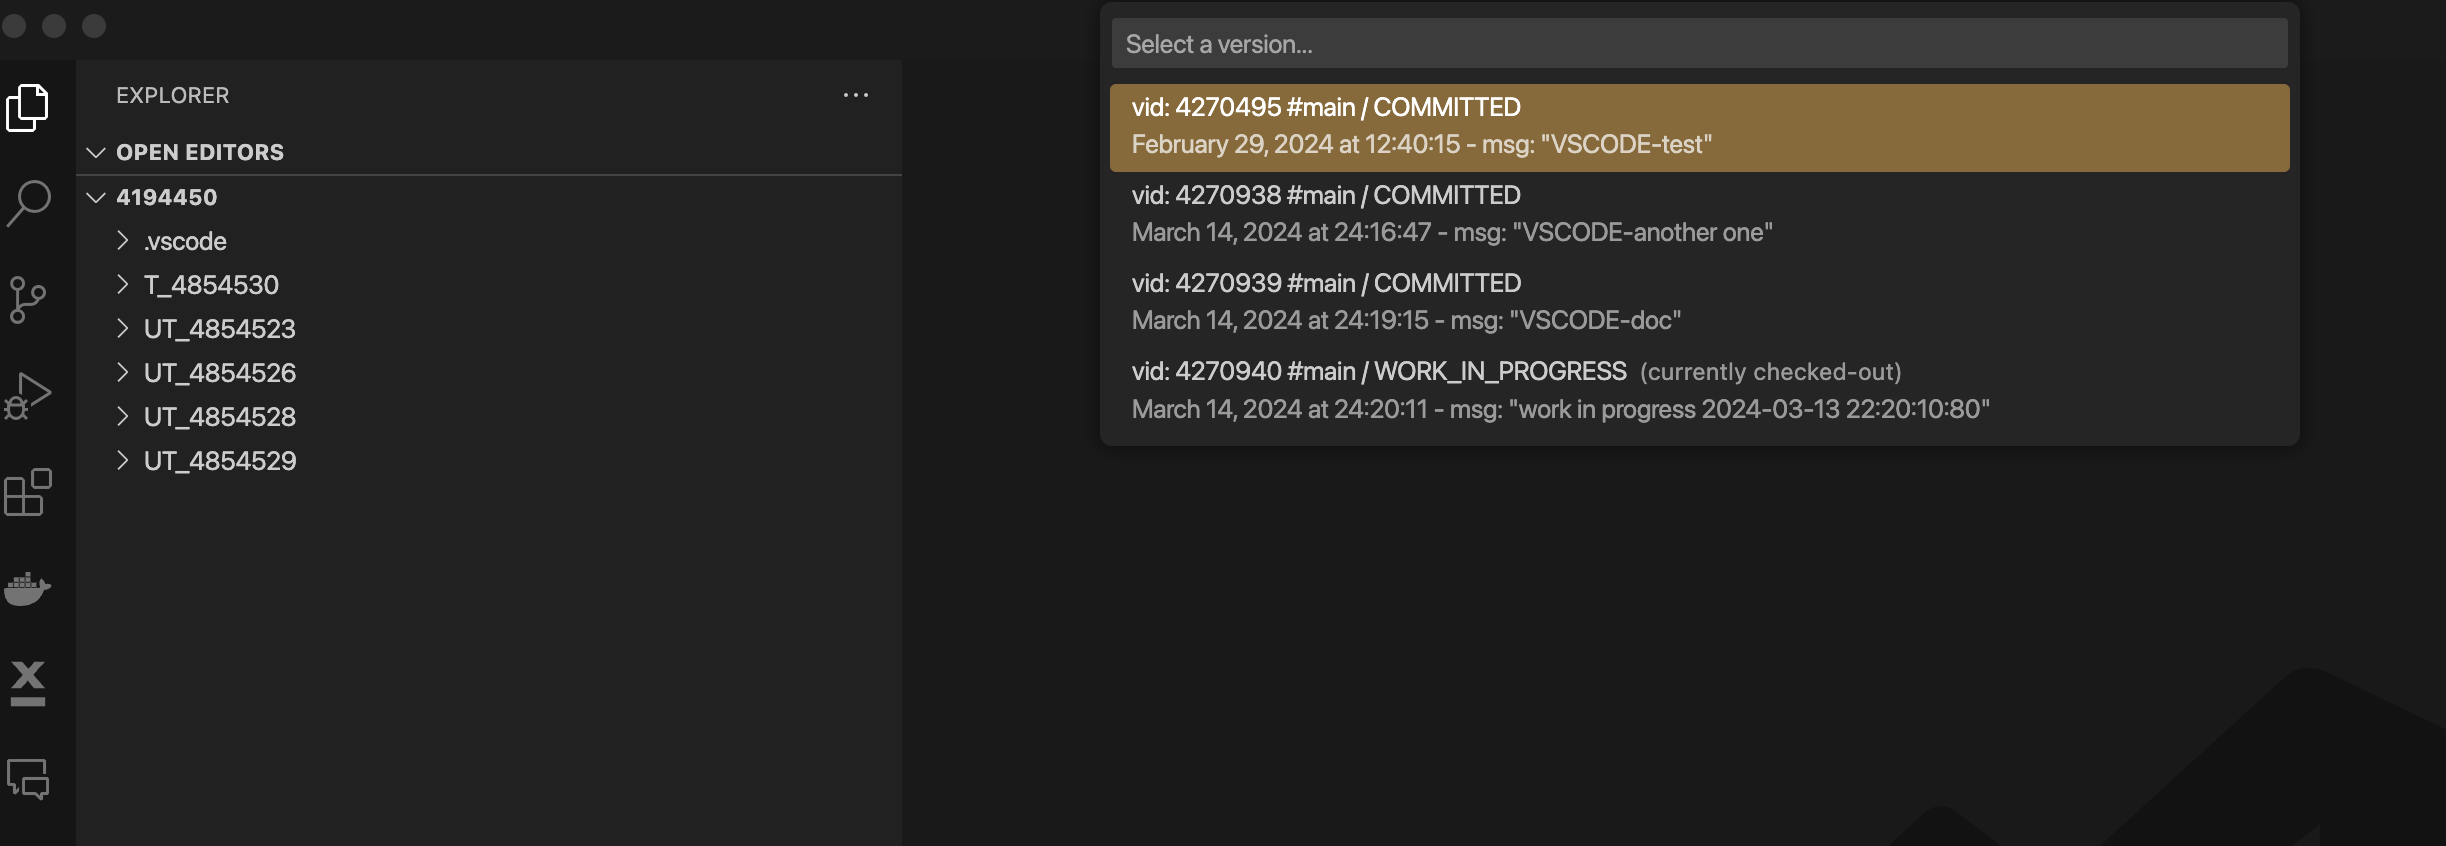 EXPLORER
OPEN EDITORS
4194450
.vscode
T_4854530
UT_4854523
UT_4854526
UT_4854528
UT_4854529
Select a version...
vid: 4270495 #main / COMMITTED
February 29, 2024 at 12:40:15 - msg: "VSCODE-test"
vid: 4270938 #main / COMMITTED
March 14, 2024 at 24:16:47 - msg: "VSCODE-another one"
vid: 4270939 #main / COMMITTED
March 14, 2024 at 24:19:15 - msg: "VSCODE-doc"
vid: 4270940 #main / WORK_IN_PROGRESS (currently checked-out)
March 14, 2024 at 24:20:11 - msg: "work in progress 2024-03-13 22:20:10:80"